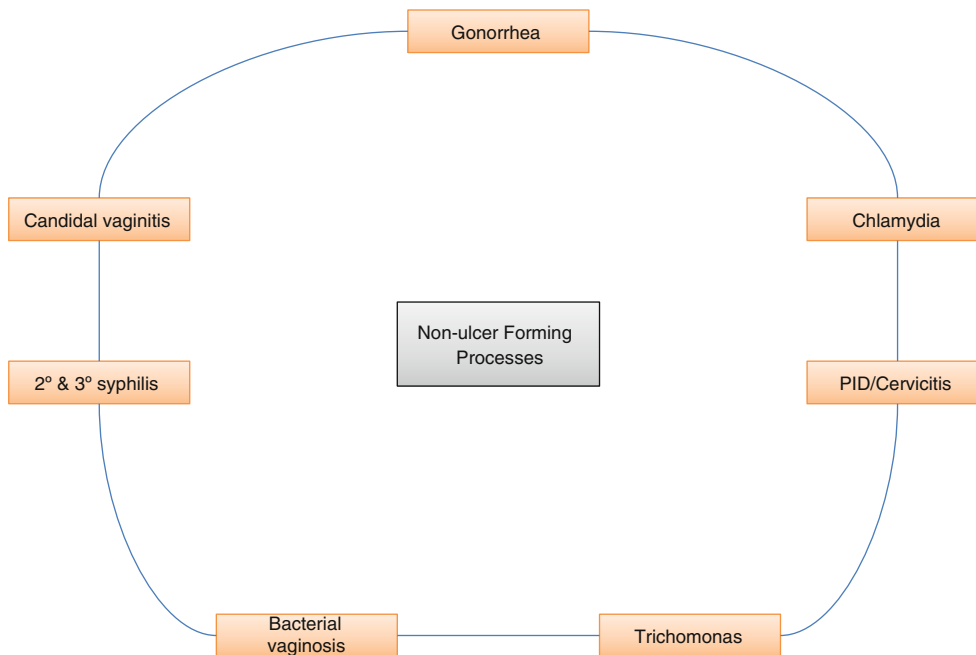 Gonorrhea
Candidal vaginitis
Chlamydia
Non-ulcer Forming
Processes
2º & 3º syphilis
PID/Cervicitis
Bacterial
vaginosis
Trichomonas